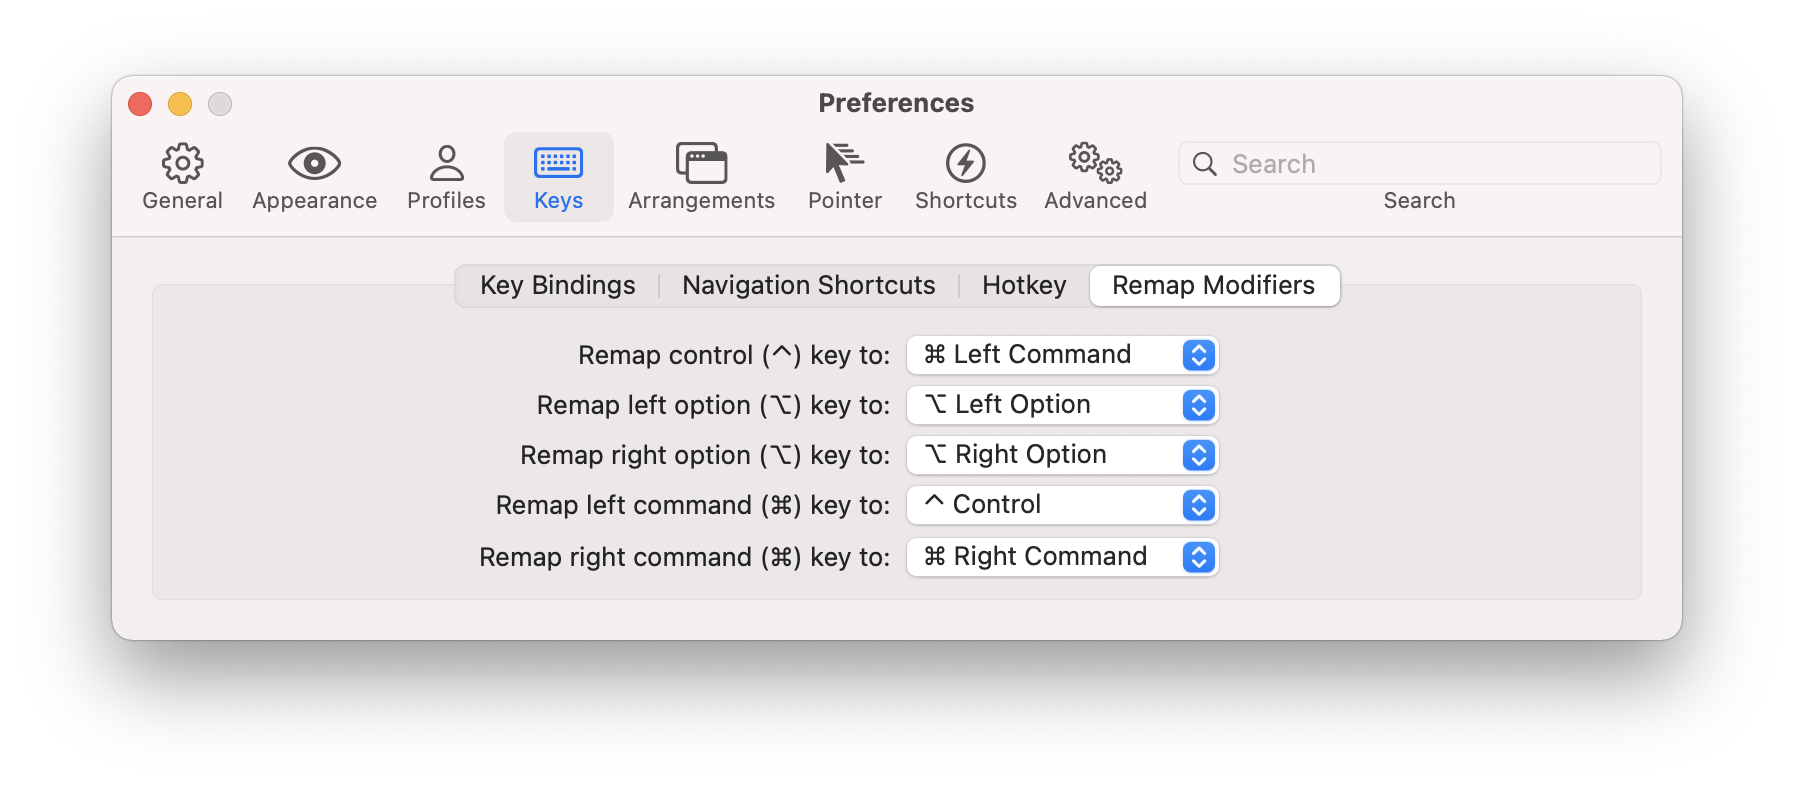 Preferences
General Appearance Profiles Keys Arrangements Pointer Shortcuts Advanced Search
Search
Key Bindings Navigation Shortcuts Hotkey Remap Modifiers
Remap control (^) key to: ⌘ Left Command
Remap left option (⌥) key to: ⌥ Left Option
Remap right option (⌥) key to: ⌥ Right Option
Remap left command (⌘) key to: ^ Control
Remap right command (⌘) key to: ⌘ Right Command